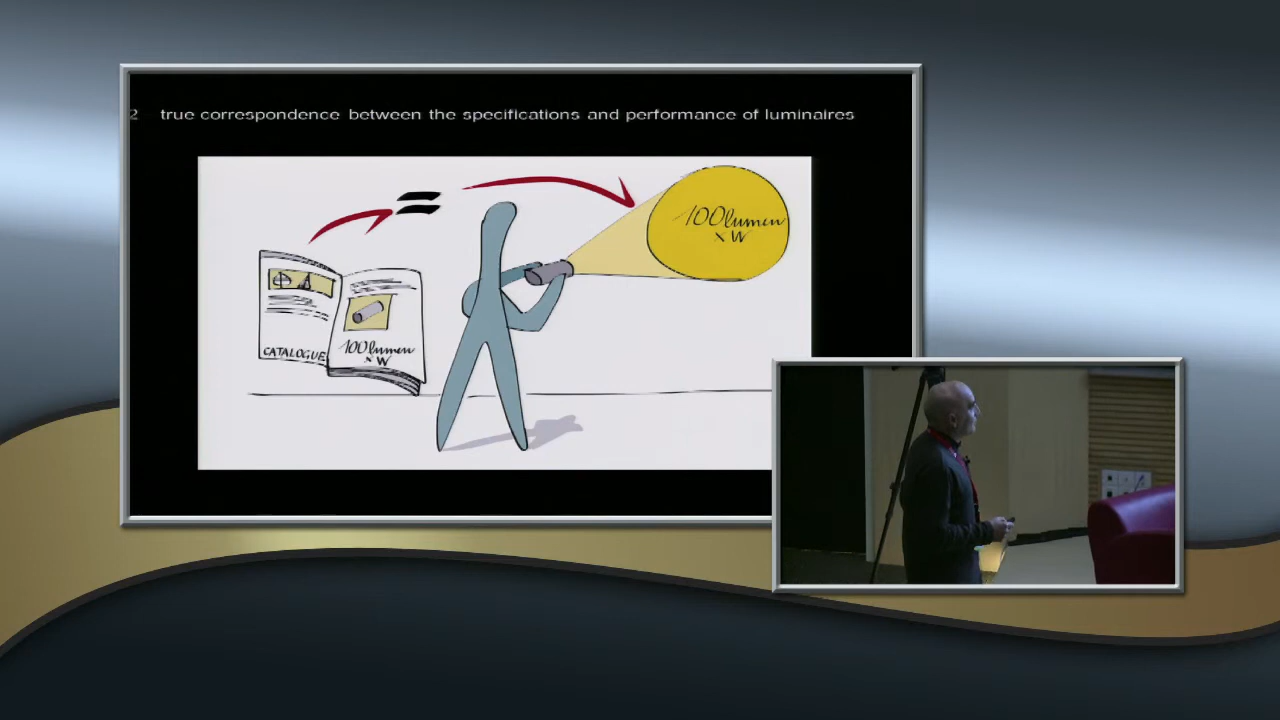 2 true correspondence between the specifications and performance of luminaires
100lumen
x W
CATALOGUE
100lumen
x W